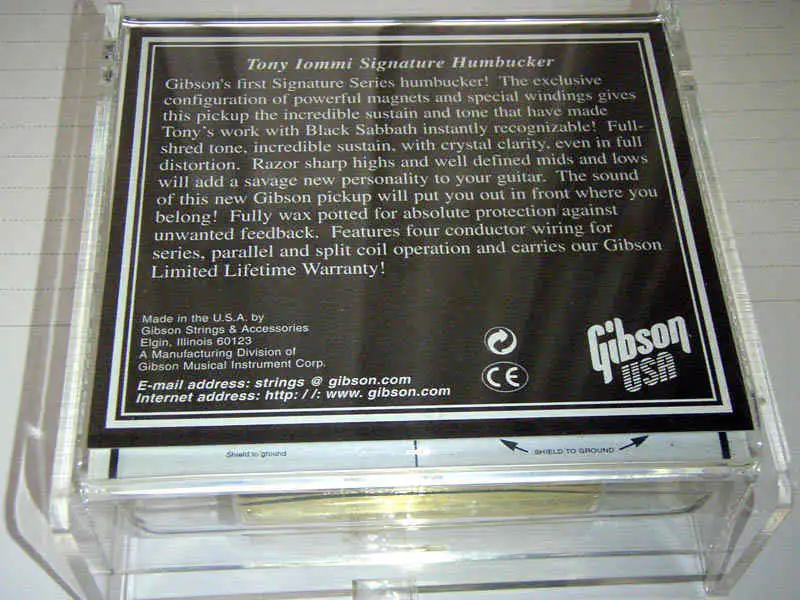 Tony Iommi Signature Humbucker
Gibson's first Signature Series humbucker! The exclusive
configuration of powerful magnets and special windings gives
this pickup the incredible sustain and tone that have made
Tony's work with Black Sabbath instantly recognizable! Full-
shred tone, incredible sustain, with crystal clarity, even in full
distortion. Razor sharp highs and well defined mids and lows
will add a savage new personality to your guitar. The sound
of this new Gibson pickup will put you out in front where you
belong! Fully wax potted for absolute protection against
unwanted feedback. Features four conductor wiring for
series, parallel and split coil operation and carries our Gibson
Limited Lifetime Warranty!
Made in the U.S.A. by
Gibson Strings & Accessories
Elgin, Illinois 60123
A Manufacturing Division of
Gibson Musical Instrument Corp.
E-mail address: strings @ gibson.com
Internet address: http: / /: www. gibson.com
CE
Gibson
USA
Shield to ground
SHIELD TO GROUND